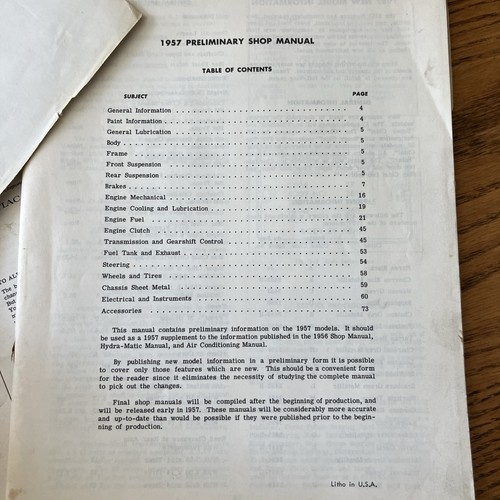 1957 PRELIMINARY SHOP MANUAL
TABLE OF CONTENTS
SUBJECT PAGE
General Information . . . . . . . . . . . . . . . . . . . . 4
Paint Information . . . . . . . . . . . . . . . . . . . . 4
General Lubrication . . . . . . . . . . . . . . . . . . . . 5
Body . . . . . . . . . . . . . . . . . . . . 5
Frame . . . . . . . . . . . . . . . . . . . . 5
Front Suspension . . . . . . . . . . . . . . . . . . . . 5
Rear Suspension . . . . . . . . . . . . . . . . . . . . 5
Brakes . . . . . . . . . . . . . . . . . . . . 7
Engine Mechanical . . . . . . . . . . . . . . . . . . . . 16
Engine Cooling and Lubrication . . . . . . . . . . . . . . . . . . . . 19
Engine Fuel . . . . . . . . . . . . . . . . . . . . 21
Engine Clutch . . . . . . . . . . . . . . . . . . . . 45
Transmission and Gearshift Control . . . . . . . . . . . . . . . . . . . . 45
Fuel Tank and Exhaust . . . . . . . . . . . . . . . . . . . . 53
Steering . . . . . . . . . . . . . . . . . . . . 54
Wheels and Tires . . . . . . . . . . . . . . . . . . . . 58
Chassis Sheet Metal . . . . . . . . . . . . . . . . . . . . 59
Electrical and Instruments . . . . . . . . . . . . . . . . . . . . 60
Accessories . . . . . . . . . . . . . . . . . . . . 73
This manual contains preliminary information on the 1957 models. It should
be used as a 1957 supplement to the information published in the 1956 Shop Manual,
Hydra-Matic Manual, and Air Conditioning Manual.
By publishing new model information in a preliminary form it is possible
to cover only those features which are new. This should be a convenient form
for the reader since it eliminates the necessity of studying the complete manual
to pick out the changes.
Final shop manuals will be compiled after the beginning of production, and
will be released early in 1957. These manuals will be considerably more accurate
and up-to-date than would be possible if they were published prior to the begin-
ning of production.
Litho in U.S.A.